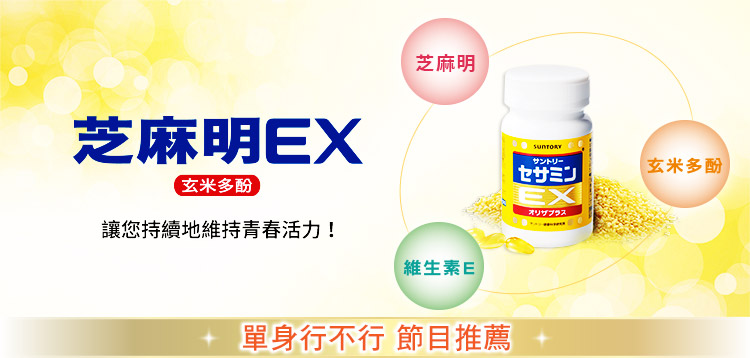 芝麻明EX
玄米多酚
讓您持續地維持青春活力！
芝麻明
玄米多酚
維生素E
SUNTORY
サントリー
セサミン
EX
オリザプラス
單身行不行 節目推薦